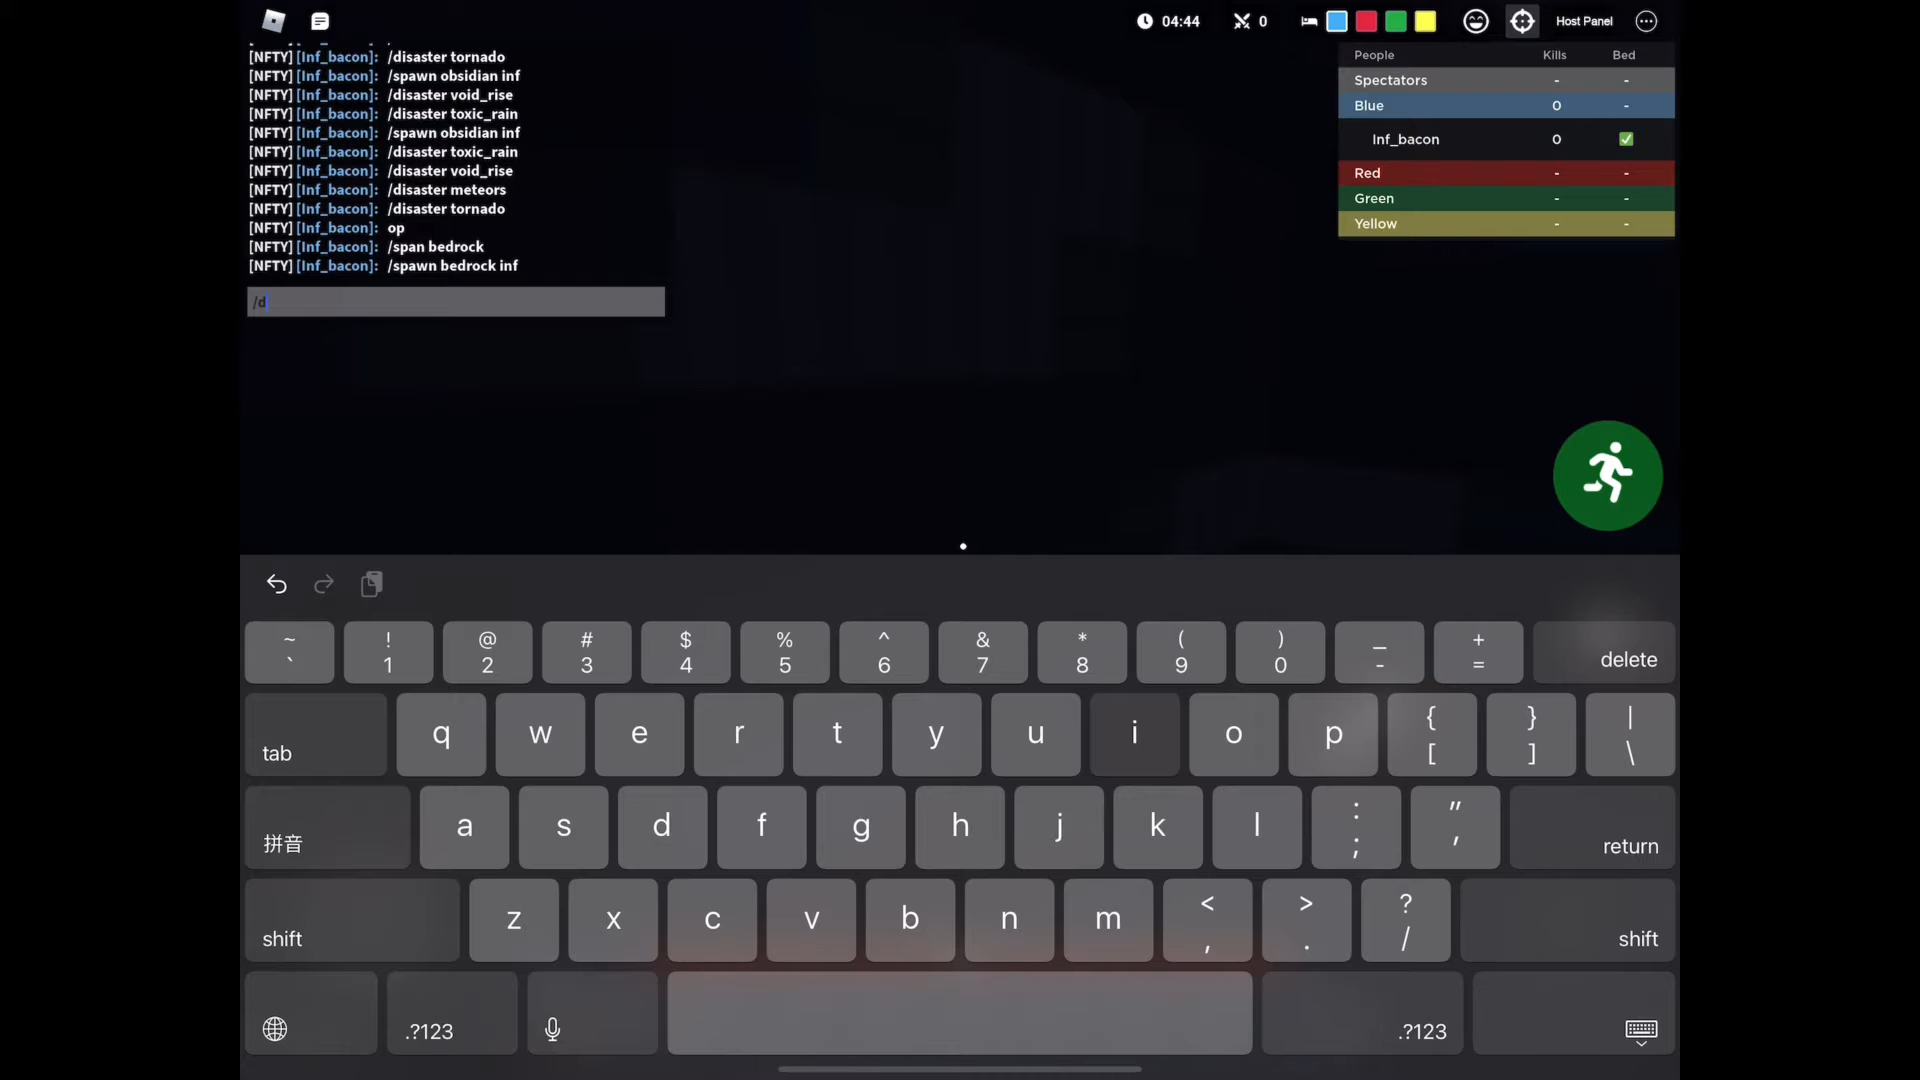 04:44 0 Host Panel
[NFTY] [Inf_bacon]: /disaster tornado
[NFTY] [Inf_bacon]: /spawn obsidian inf
[NFTY] [Inf_bacon]: /disaster void_rise
[NFTY] [Inf_bacon]: /disaster toxic_rain
[NFTY] [Inf_bacon]: /spawn obsidian inf
[NFTY] [Inf_bacon]: /disaster toxic_rain
[NFTY] [Inf_bacon]: /disaster void_rise
[NFTY] [Inf_bacon]: /disaster meteors
[NFTY] [Inf_bacon]: /disaster tornado
[NFTY] [Inf_bacon]: op
[NFTY] [Inf_bacon]: /span bedrock
[NFTY] [Inf_bacon]: /spawn bedrock inf
/d
People Kills Bed
Spectators - -
Blue 0 -
Inf_bacon 0 ✅
Red - -
Green - -
Yellow - -
~ ! @ # $ % ^ & * ( ) _ +
` 1 2 3 4 5 6 7 8 9 0 - = delete
tab q w e r t y u i o p { [ } ] | \
拼音 a s d f g h j k l : ; " ' return
shift z x c v b n m < , > . ? / shift
.?123 .?123